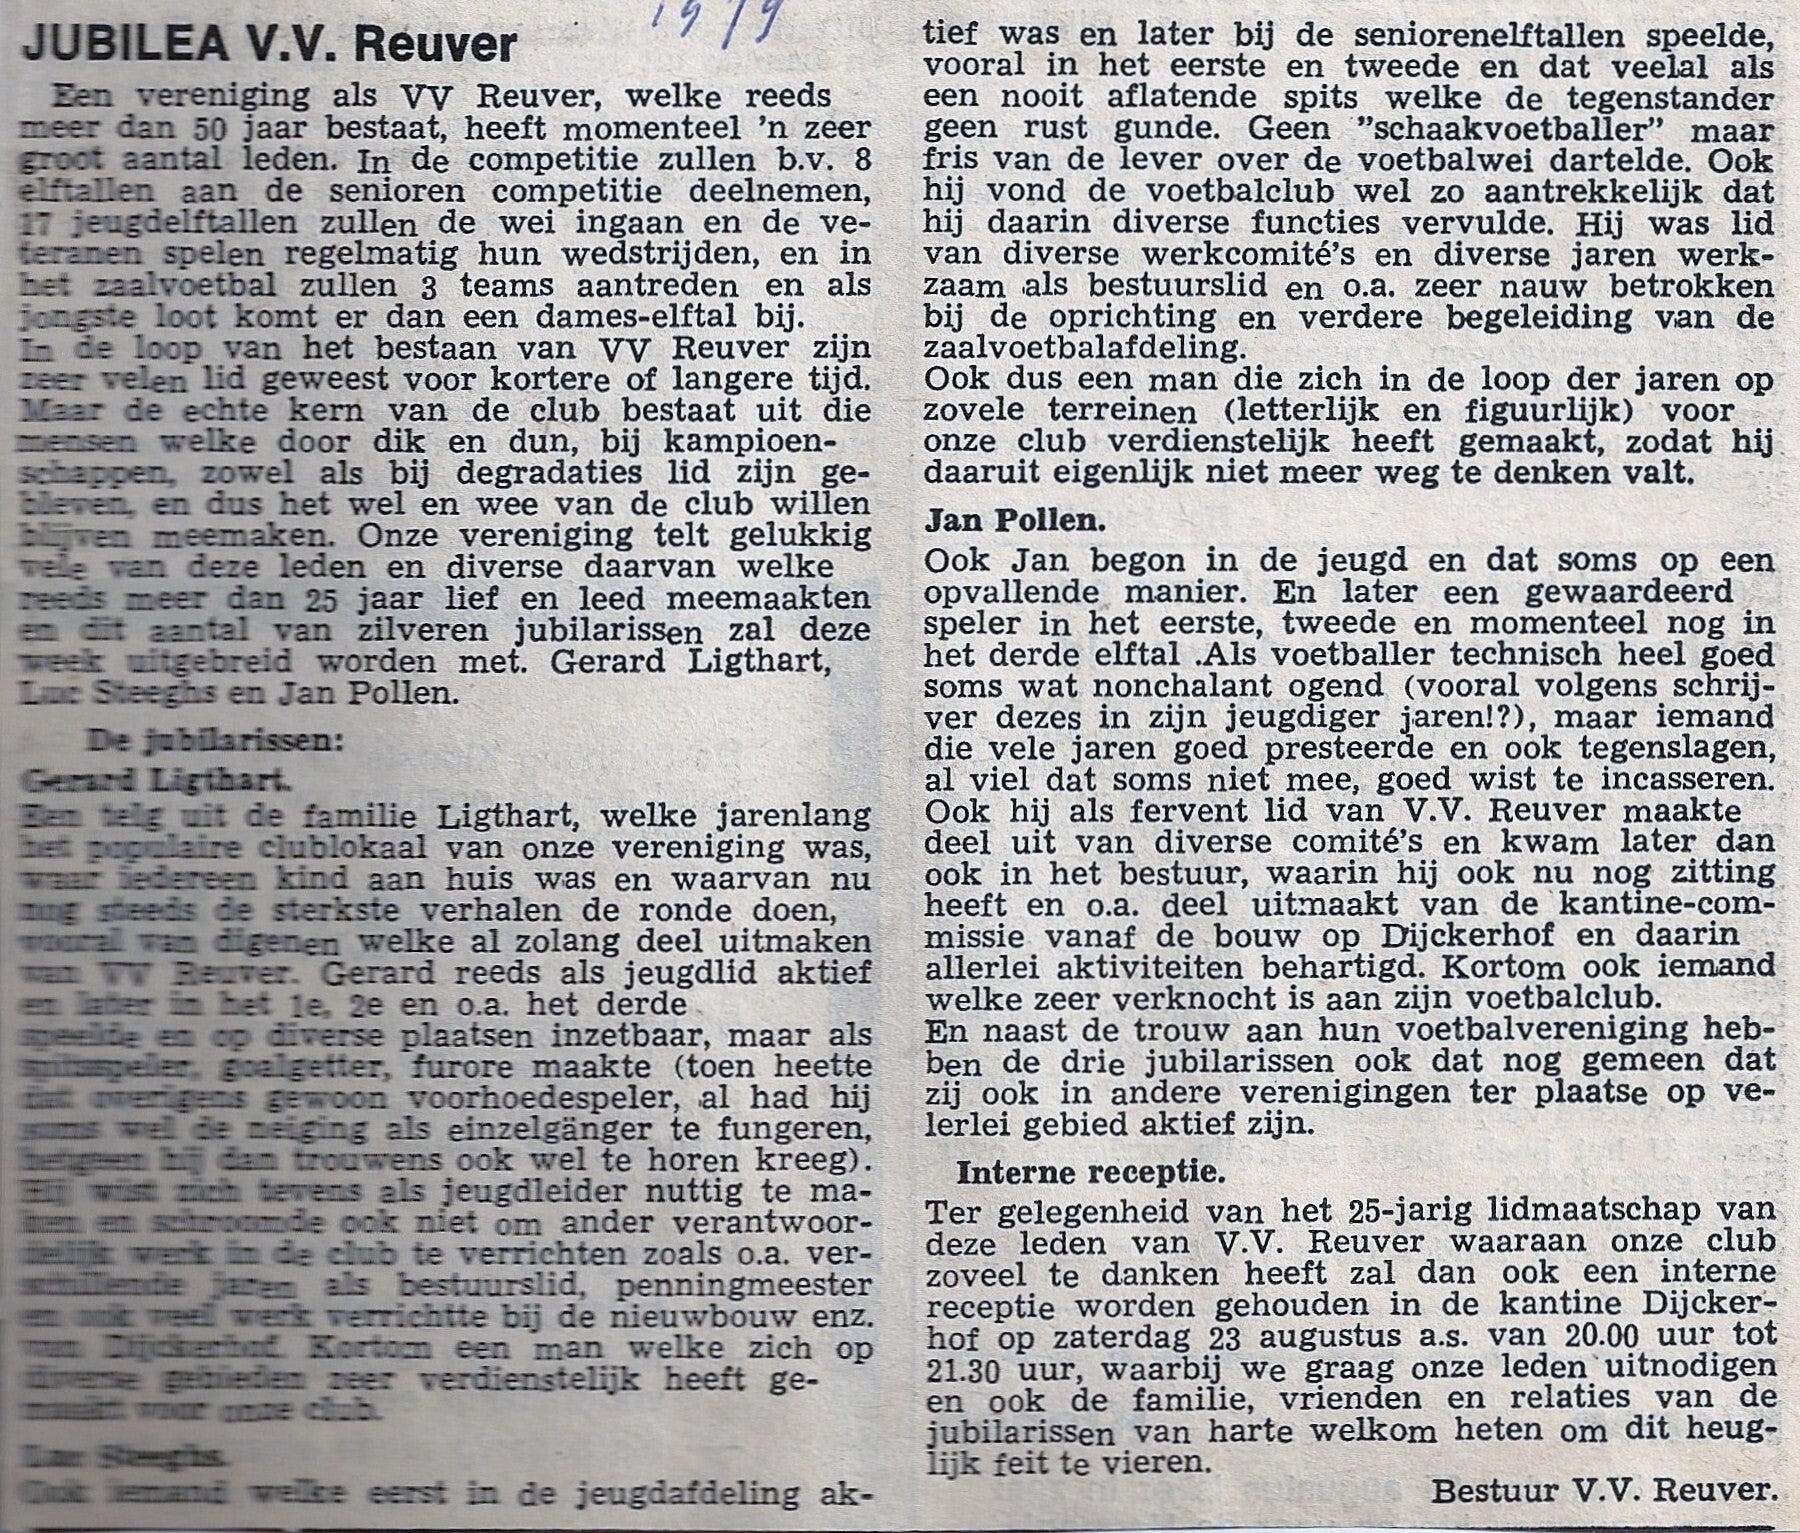 1979
JUBILEA V.V. Reuver
Een vereniging als VV Reuver, welke reeds
meer dan 50 jaar bestaat, heeft momenteel 'n zeer
groot aantal leden. In de competitie zullen b.v. 8
elftallen aan de senioren competitie deelnemen,
17 jeugdelftallen zullen de wei ingaan en de ve-
teranen spelen regelmatig hun wedstrijden, en in
het zaalvoetbal zullen 3 teams aantreden en als
jongste loot komt er dan een dames-elftal bij.
In de loop van het bestaan van VV Reuver zijn
zeer velen lid geweest voor kortere of langere tijd.
Maar de echte kern van de club bestaat uit die
mensen welke door dik en dun, bij kampioen-
schappen, zowel als bij degradaties lid zijn ge-
bleven, en dus het wel en wee van de club willen
blijven meemaken. Onze vereniging telt gelukkig
vele van deze leden en diverse daarvan welke
reeds meer dan 25 jaar lief en leed meemaakten
en dit aantal van zilveren jubilarissen zal deze
week uitgebreid worden met. Gerard Ligthart,
Luc Steeghs en Jan Pollen.
De jubilarissen:
Gerard Ligthart.
Een telg uit de familie Ligthart, welke jarenlang
het populaire clublokaal van onze vereniging was,
waar iedereen kind aan huis was en waarvan nu
nog steeds de sterkste verhalen de ronde doen,
vooral van digenen welke al zolang deel uitmaken
van VV Reuver. Gerard reeds als jeugdlid aktief
en later in het 1e, 2e en o.a. het derde
speelde en op diverse plaatsen inzetbaar, maar als
spitsspeler, goalgetter, furore maakte (toen heette
dat overigens gewoon voorhoedespeler, al had hij
soms wel de neiging als einzelgänger te fungeren,
hetgeen hij dan trouwens ook wel te horen kreeg).
Hij wist zich tevens als jeugdleider nuttig te ma-
ken en schroomde ook niet om ander verantwoor-
delijk werk in de club te verrichten zoals o.a. ver-
schillende jaren als bestuurslid, penningmeester
en ook veel werk verrichtte bij de nieuwbouw enz.
van Dijckerhof. Kortom een man welke zich op
diverse gebieden zeer verdienstelijk heeft ge-
maakt voor onze club.
Luc Steeghs.
Ook iemand welke eerst in de jeugdafdeling ak-
tief was en later bij de seniorenelftallen speelde,
vooral in het eerste en tweede en dat veelal als
een nooit aflatende spits welke de tegenstander
geen rust gunde. Geen "schaakvoetballer" maar
fris van de lever over de voetbalwei dartelde. Ook
hij vond de voetbalclub wel zo aantrekkelijk dat
hij daarin diverse functies vervulde. Hij was lid
van diverse werkcomité's en diverse jaren werk-
zaam als bestuurslid en o.a. zeer nauw betrokken
bij de oprichting en verdere begeleiding van de
zaalvoetbalafdeling.
Ook dus een man die zich in de loop der jaren op
zovele terreinen (letterlijk en figuurlijk) voor
onze club verdienstelijk heeft gemaakt, zodat hij
daaruit eigenlijk niet meer weg te denken valt.
Jan Pollen.
Ook Jan begon in de jeugd en dat soms op een
opvallende manier. En later een gewaardeerd
speler in het eerste, tweede en momenteel nog in
het derde elftal .Als voetballer technisch heel goed
soms wat nonchalant ogend (vooral volgens schrij-
ver dezes in zijn jeugdiger jaren!?), maar iemand
die vele jaren goed presteerde en ook tegenslagen,
al viel dat soms niet mee, goed wist te incasseren.
Ook hij als fervent lid van V.V. Reuver maakte
deel uit van diverse comité's en kwam later dan
ook in het bestuur, waarin hij ook nu nog zitting
heeft en o.a. deel uitmaakt van de kantine-com-
missie vanaf de bouw op Dijckerhof en daarin
allerlei aktiviteiten behartigd. Kortom ook iemand
welke zeer verknocht is aan zijn voetbalclub.
En naast de trouw aan hun voetbalvereniging heb-
ben de drie jubilarissen ook dat nog gemeen dat
zij ook in andere verenigingen ter plaatse op ve-
lerlei gebied aktief zijn.
Interne receptie.
Ter gelegenheid van het 25-jarig lidmaatschap van
deze leden van V.V. Reuver waaraan onze club
zoveel te danken heeft zal dan ook een interne
receptie worden gehouden in de kantine Dijcker-
hof op zaterdag 23 augustus a.s. van 20.00 uur tot
21.30 uur, waarbij we graag onze leden uitnodigen
en ook de familie, vrienden en relaties van de
jubilarissen van harte welkom heten om dit heug-
lijk feit te vieren.
Bestuur V.V. Reuver.